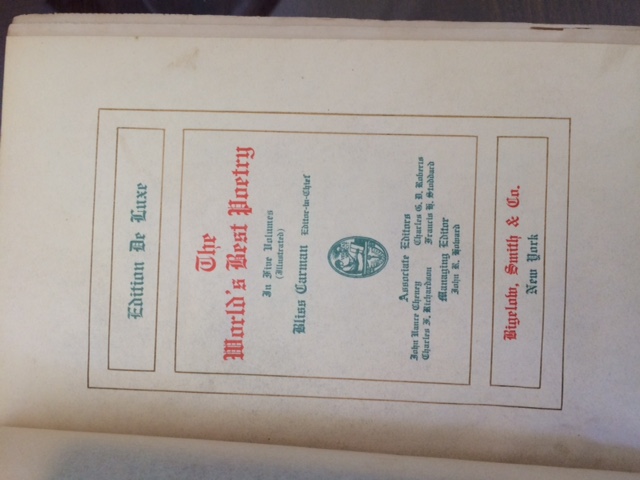 Edition De Luxe
The
World's Best Poetry
In Five Volumes
(Illustrated)
Bliss Carman Editor-in-Chief
Associate Editors
John Vance Cheney Charles G. D. Roberts
Charles F. Richardson Francis H. Stoddard
Managing Editor
John R. Howard
Bigelow, Smith & Co.
New York